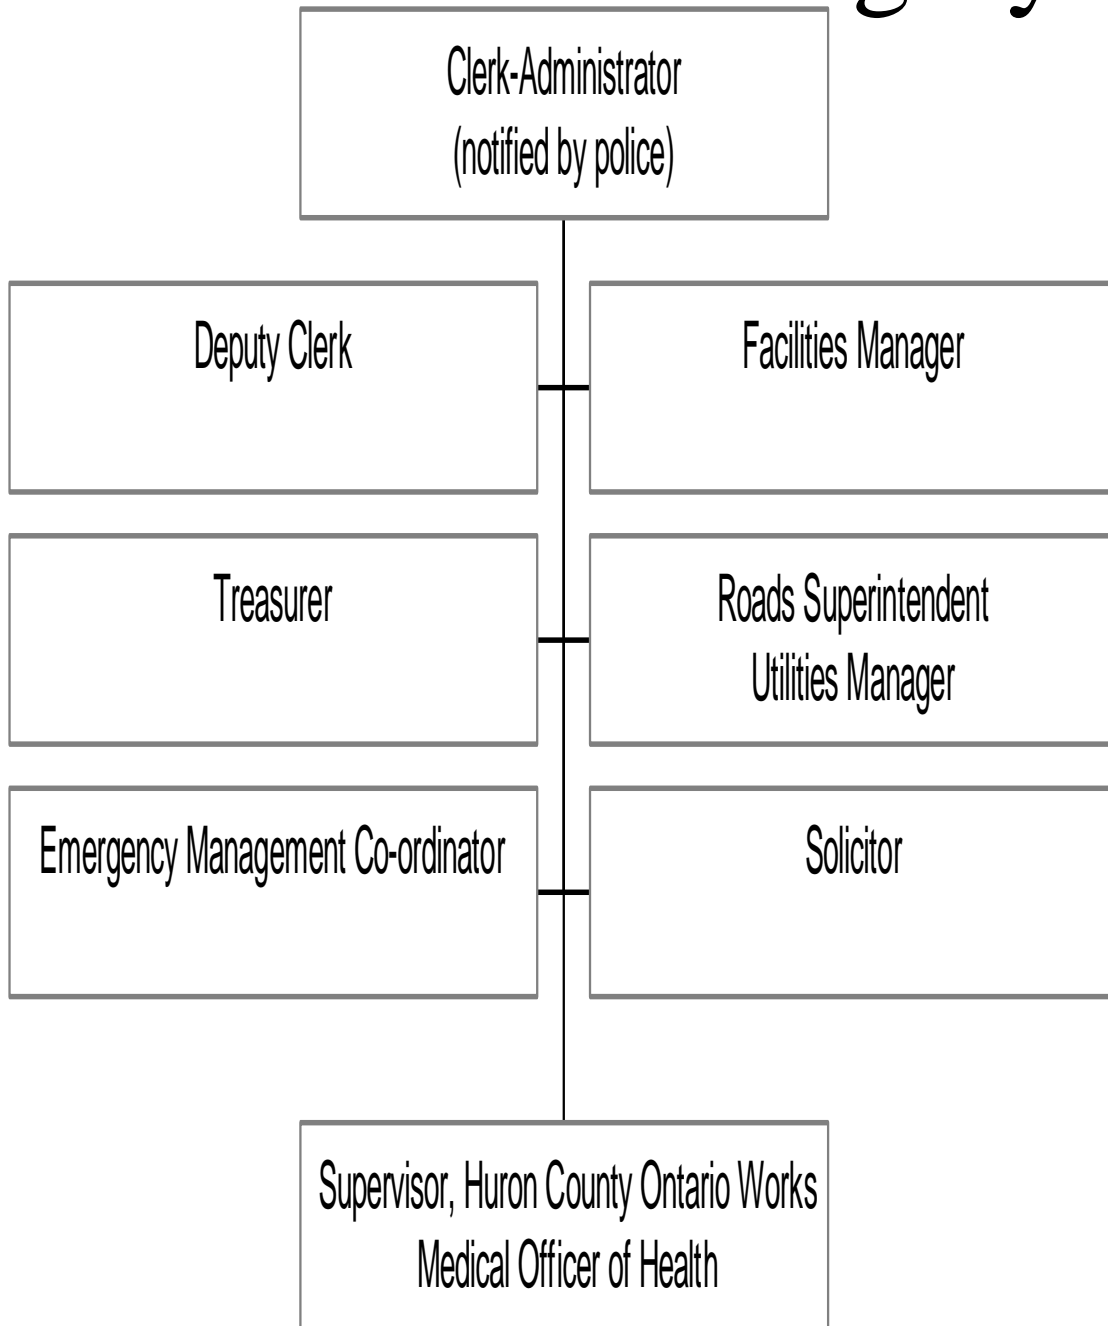 Clerk-Administrator
(notified by police)
Deputy Clerk
Facilities Manager
Treasurer
Roads Superintendent
Utilities Manager
Emergency Management Co-ordinator
Solicitor
Supervisor, Huron County Ontario Works
Medical Officer of Health